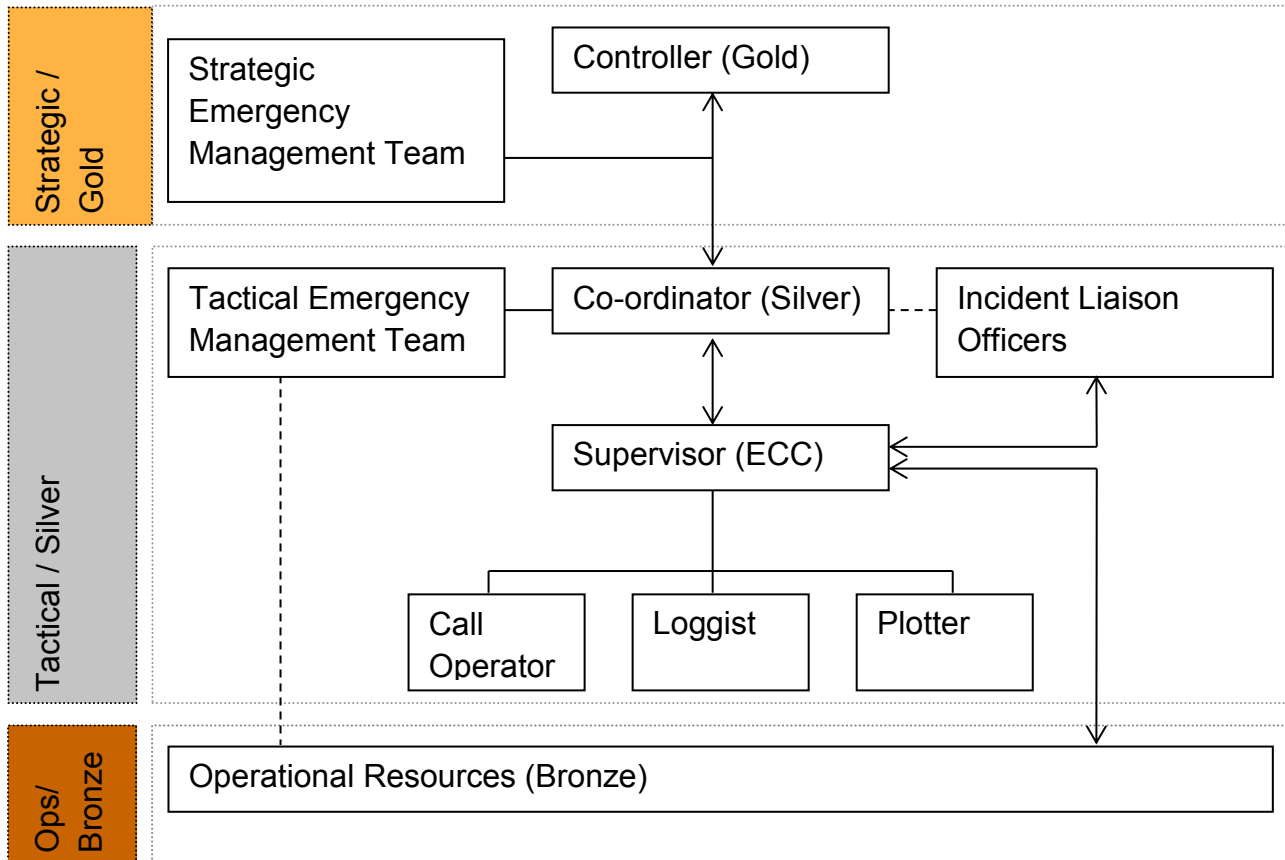 Strategic /
Gold
Strategic
Emergency
Management Team
Controller (Gold)
Tactical / Silver
Tactical Emergency
Management Team
Co-ordinator (Silver)
Incident Liaison
Officers
Supervisor (ECC)
Call
Operator
Loggist
Plotter
Ops/
Bronze
Operational Resources (Bronze)